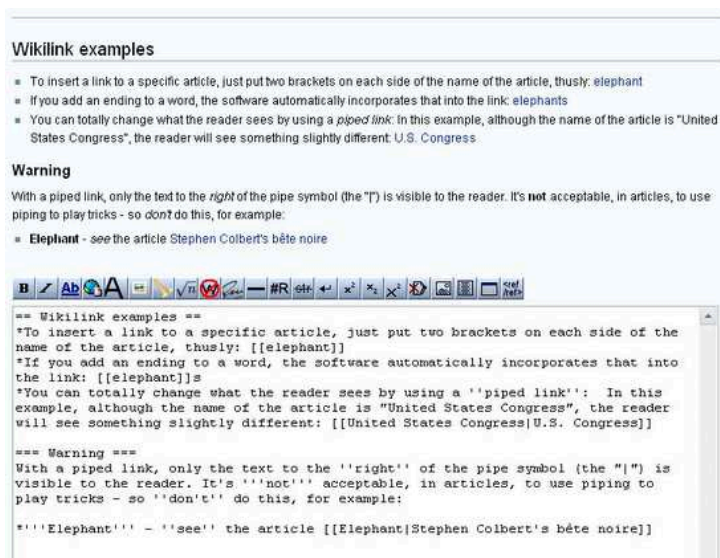 Wikilink examples
To insert a link to a specific article, just put two brackets on each side of the name of the article, thusly: elephant
If you add an ending to a word, the software automatically incorporates that into the link: elephants
You can totally change what the reader sees by using a piped link: In this example, although the name of the article is "United
States Congress", the reader will see something slightly different: U.S. Congress
Warning
With a piped link, only the text to the right of the pipe symbol (the "|") is visible to the reader. It's not acceptable, in articles, to use
piping to play tricks - so don't do this, for example:
Elephant - see the article Stephen Colbert's bête noire
B I Ab A √n W — #R str ↵ x² x₂ x² <ref/>
== Wikilink examples ==
*To insert a link to a specific article, just put two brackets on each side of the
name of the article, thusly: [[elephant]]
*If you add an ending to a word, the software automatically incorporates that into
the link: [[elephant]]s
*You can totally change what the reader sees by using a ''piped link'':  In this
example, although the name of the article is "United States Congress", the reader
will see something slightly different: [[United States Congress|U.S. Congress]]
=== Warning ===
With a piped link, only the text to the ''right'' of the pipe symbol (the "|") is
visible to the reader. It's '''not''' acceptable, in articles, to use piping to
play tricks - so ''don't'' do this, for example:
*'''Elephant''' - ''see'' the article [[Elephant|Stephen Colbert's bête noire]]